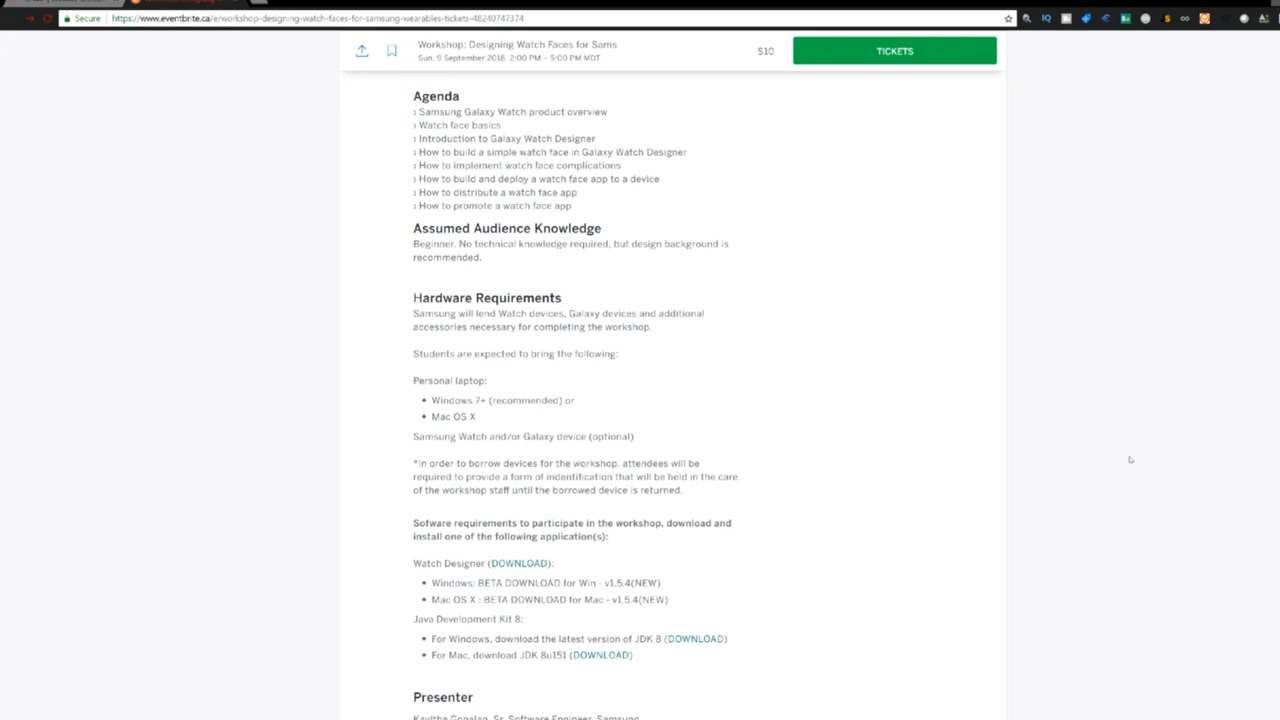 Secure
https://www.eventbrite.ca/e/workshop-designing-watch-faces-for-samsung-wearables-tickets-48240747374
Workshop: Designing Watch Faces for Sams
Sun, 9 September 2018, 2:00 PM – 5:00 PM MDT
$10
TICKETS
Agenda
› Samsung Galaxy Watch product overview
› Watch face basics
› Introduction to Galaxy Watch Designer
› How to build a simple watch face in Galaxy Watch Designer
› How to implement watch face complications
› How to build and deploy a watch face app to a device
› How to distribute a watch face app
› How to promote a watch face app
Assumed Audience Knowledge
Beginner. No technical knowledge required, but design background is
recommended.
Hardware Requirements
Samsung will lend Watch devices, Galaxy devices and additional
accessories necessary for completing the workshop.
Students are expected to bring the following:
Personal laptop:
• Windows 7+ (recommended) or
• Mac OS X
Samsung Watch and/or Galaxy device (optional)
*In order to borrow devices for the workshop, attendees will be
required to provide a form of indentification that will be held in the care
of the workshop staff until the borrowed device is returned.
Sofware requirements to participate in the workshop, download and
install one of the following application(s):
Watch Designer (DOWNLOAD):
• Windows: BETA DOWNLOAD for Win - v1.5.4(NEW)
• Mac OS X : BETA DOWNLOAD for Mac - v1.5.4(NEW)
Java Development Kit 8:
• For Windows, download the latest version of JDK 8 (DOWNLOAD)
• For Mac, download JDK 8u151 (DOWNLOAD)
Presenter
Kavitha Gopalan, Sr. Software Engineer, Samsung